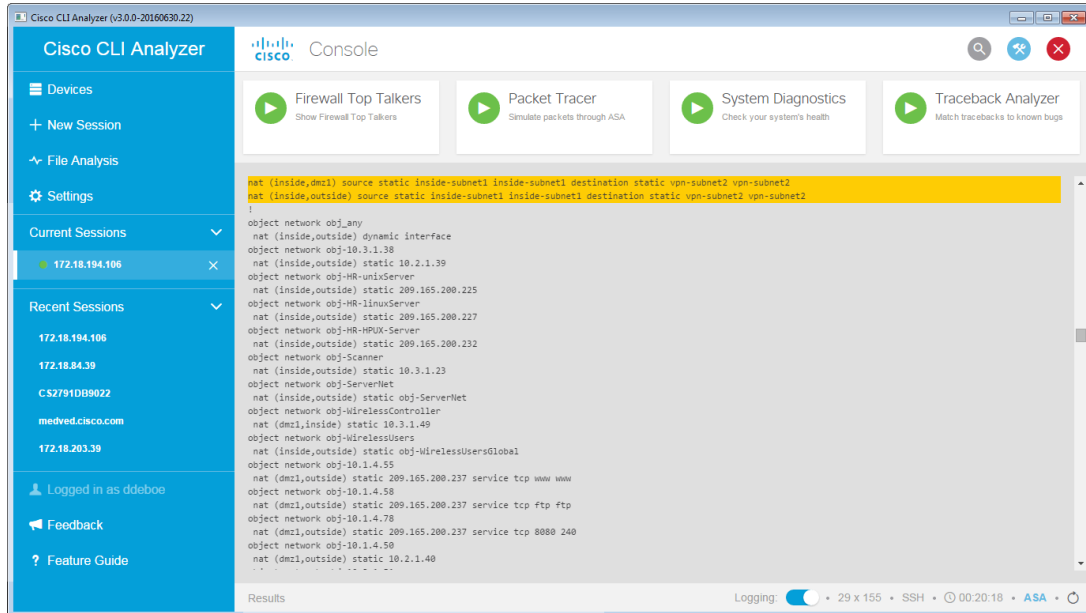 Cisco CLI Analyzer (v3.0.0-20160630.22)
Cisco CLI Analyzer
CISCO
Console
Devices
+ New Session
File Analysis
Settings
Current Sessions
172.18.194.106
Recent Sessions
172.18.194.106
172.18.84.39
CS2791DB9022
medved.cisco.com
172.18.203.39
Logged in as ddeboe
Feedback
? Feature Guide
Firewall Top Talkers
Show Firewall Top Talkers
Packet Tracer
Simulate packets through ASA
System Diagnostics
Check your system's health
Traceback Analyzer
Match tracebacks to known bugs
nat (inside,dmz1) source static inside-subnet1 inside-subnet1 destination static vpn-subnet2 vpn-subnet2
nat (inside,outside) source static inside-subnet1 inside-subnet1 destination static vpn-subnet2 vpn-subnet2
!
object network obj_any
nat (inside,outside) dynamic interface
object network obj-10.3.1.38
nat (inside,outside) static 10.2.1.39
object network obj-HR-unixServer
nat (inside,outside) static 209.165.200.225
object network obj-HR-linuxServer
nat (inside,outside) static 209.165.200.227
object network obj-HR-HPUX-Server
nat (inside,outside) static 209.165.200.232
object network obj-Scanner
nat (inside,outside) static 10.3.1.23
object network obj-ServerNet
nat (inside,outside) static obj-ServerNet
object network obj-WirelessController
nat (dmz1,inside) static 10.3.1.49
object network obj-WirelessUsers
nat (inside,outside) static obj-WirelessUsersGlobal
object network obj-10.1.4.55
nat (dmz1,outside) static 209.165.200.237 service tcp www www
object network obj-10.1.4.58
nat (dmz1,outside) static 209.165.200.237 service tcp ftp ftp
object network obj-10.1.4.78
nat (dmz1,outside) static 209.165.200.237 service tcp 8080 240
object network obj-10.1.4.50
nat (dmz1,outside) static 10.2.1.40
Results
Logging: • 29 x 155 • SSH • 00:20:18 • ASA •